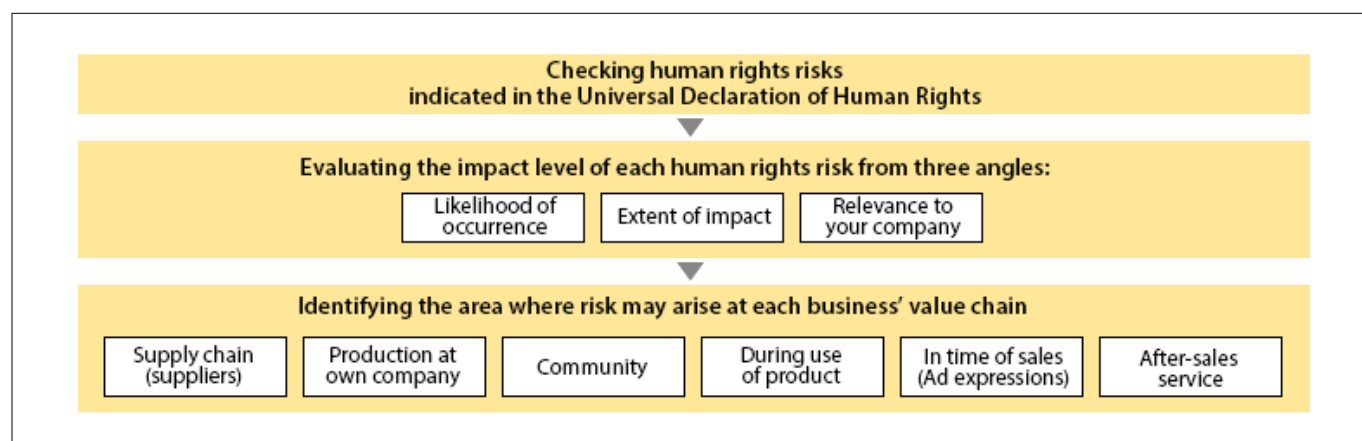 Checking human rights risks
indicated in the Universal Declaration of Human Rights
Evaluating the impact level of each human rights risk from three angles:
Likelihood of
occurrence
Extent of impact
Relevance to
your company
Identifying the area where risk may arise at each business’ value chain
Supply chain
(suppliers)
Production at
own company
Community
During use
of product
In time of sales
(Ad expressions)
After-sales
service